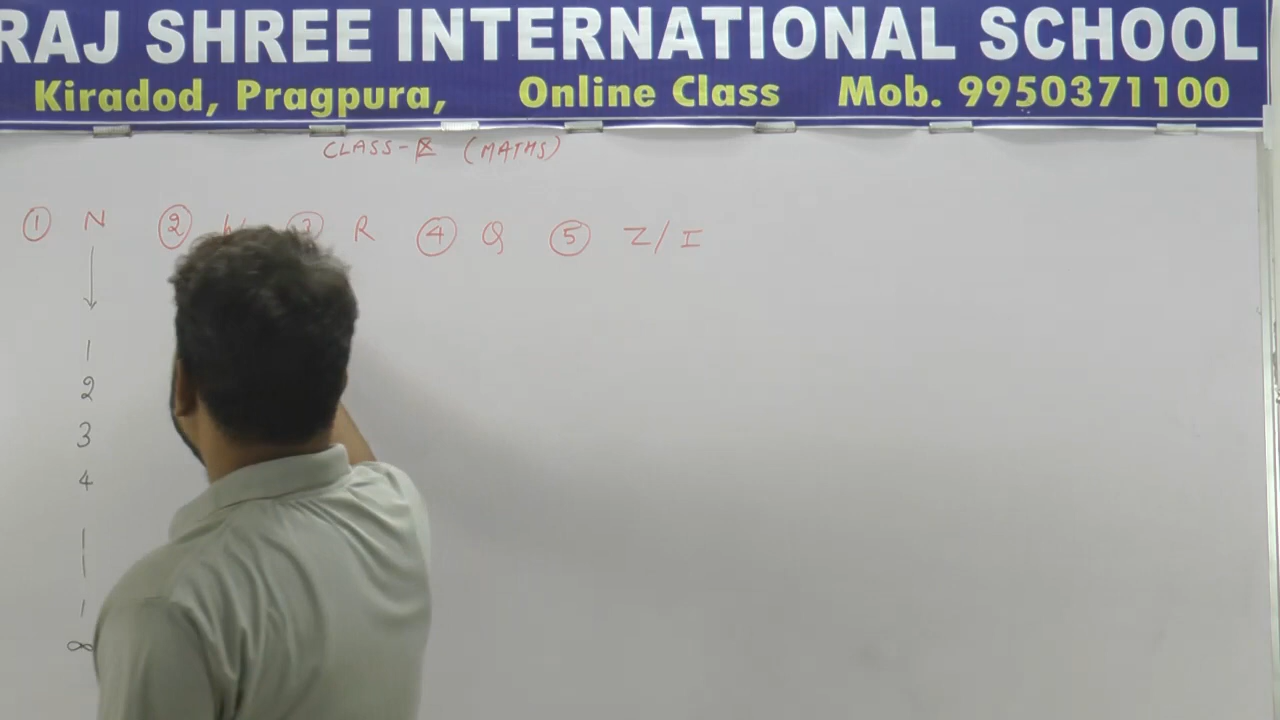 RAJ SHREE INTERNATIONAL SCHOOL
Kiradod, Pragpura, Online Class Mob. 9950371100
CLASS-IX (MATHS)
① N ② W ③ R ④ Q ⑤ Z/I
↓
1
2
3
4
|
|
|
∞